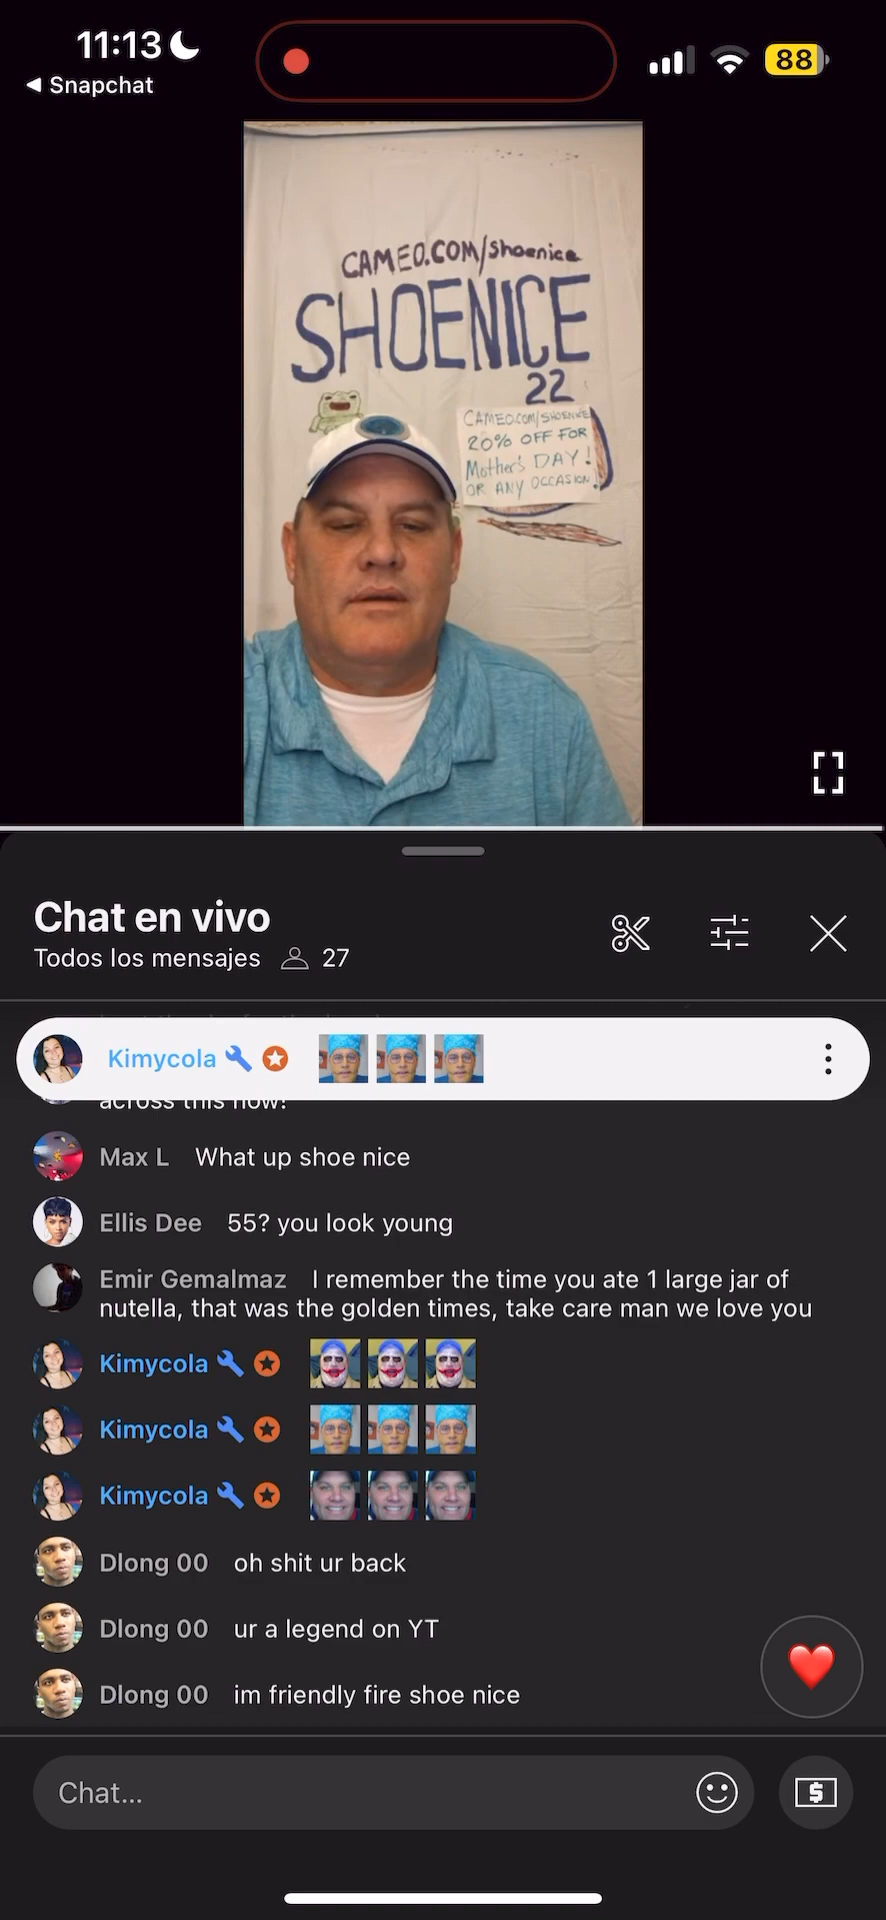 11:13
Snapchat
88
CAMEO.COM/shoenice
SHOENICE
22
CAMEO.COM/SHOENICE
20% OFF FOR
Mother's DAY!
OR ANY OCCASION!
Chat en vivo
Todos los mensajes 27
Kimycola
across this now!
Max L What up shoe nice
Ellis Dee 55? you look young
Emir Gemalmaz I remember the time you ate 1 large jar of
nutella, that was the golden times, take care man we love you
Kimycola
Kimycola
Kimycola
Dlong 00 oh shit ur back
Dlong 00 ur a legend on YT
Dlong 00 im friendly fire shoe nice
Chat...